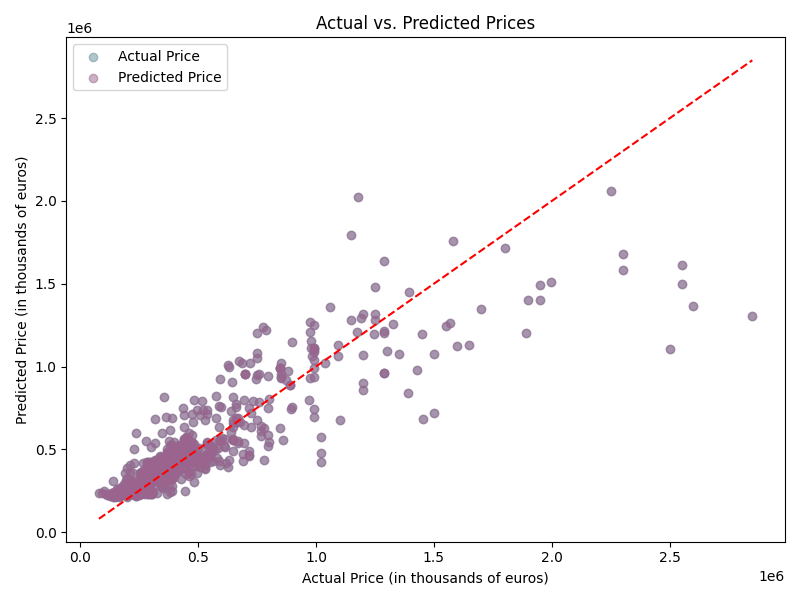 Actual vs. Predicted Prices
1e6
Actual Price
Predicted Price
Predicted Price (in thousands of euros)
2.5
2.0
1.5
1.0
0.5
0.0
0.0 0.5 1.0 1.5 2.0 2.5
1e6
Actual Price (in thousands of euros)